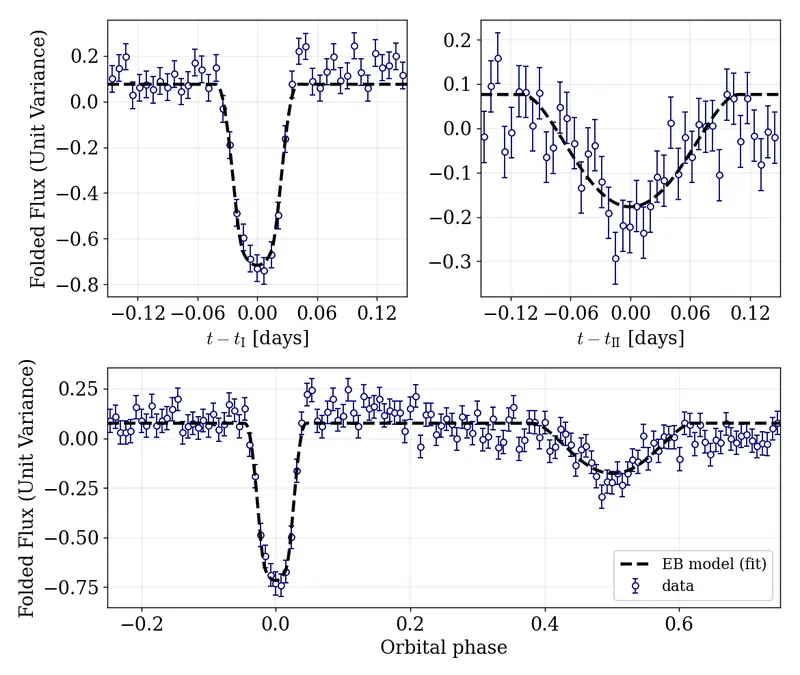 Folded Flux (Unit Variance)
0.2
0.0
−0.2
−0.4
−0.6
−0.8
−0.12 −0.06 0.00 0.06 0.12
t − tI [days]
0.2
0.1
0.0
−0.1
−0.2
−0.3
−0.12 −0.06 0.00 0.06 0.12
t − tII [days]
Folded Flux (Unit Variance)
0.25
0.00
−0.25
−0.50
−0.75
EB model (fit)
data
−0.2 0.0 0.2 0.4 0.6
Orbital phase